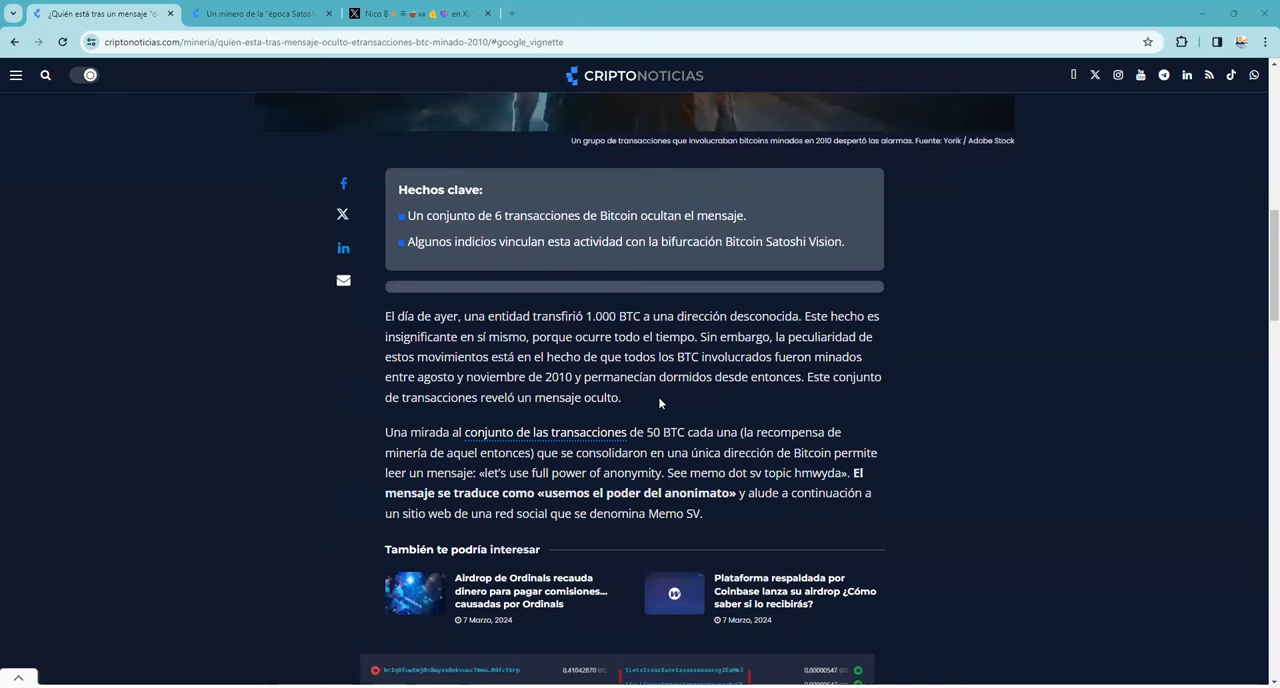 ¿Quién está tras un mensaje "o
Un minero de la "época Satosh
Nico B
AR
en X:
criptonoticias.com/mineria/quien-esta-tras-mensaje-oculto-etransacciones-btc-minado-2010/#google_vignette
CRIPTONOTICIAS
Un grupo de transacciones que involucraban bitcoins minados en 2010 despertó las alarmas. Fuente: Yorik / Adobe Stock
Hechos clave:
Un conjunto de 6 transacciones de Bitcoin ocultan el mensaje.
Algunos indicios vinculan esta actividad con la bifurcación Bitcoin Satoshi Vision.
El día de ayer, una entidad transfirió 1.000 BTC a una dirección desconocida. Este hecho es
insignificante en sí mismo, porque ocurre todo el tiempo. Sin embargo, la peculiaridad de
estos movimientos está en el hecho de que todos los BTC involucrados fueron minados
entre agosto y noviembre de 2010 y permanecían dormidos desde entonces. Este conjunto
de transacciones reveló un mensaje oculto.
Una mirada al conjunto de las transacciones de 50 BTC cada una (la recompensa de
minería de aquel entonces) que se consolidaron en una única dirección de Bitcoin permite
leer un mensaje: «let's use full power of anonymity. See memo dot sv topic hmwyda». El
mensaje se traduce como «usemos el poder del anonimato» y alude a continuación a
un sitio web de una red social que se denomina Memo SV.
También te podría interesar
Airdrop de Ordinals recauda
dinero para pagar comisiones...
causadas por Ordinals
7 Marzo, 2024
Plataforma respaldada por
Coinbase lanza su airdrop ¿Cómo
saber si lo recibirás?
7 Marzo, 2024
0,41042870
0,00000547